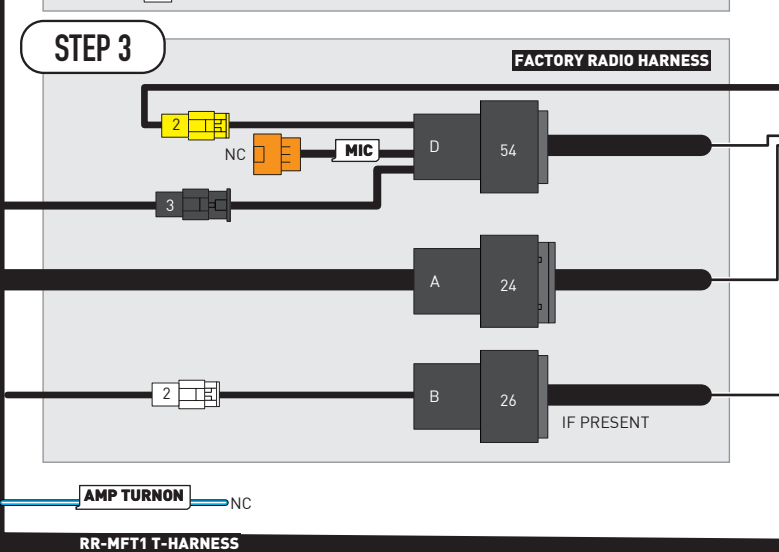 STEP 3
FACTORY RADIO HARNESS
2
NC
MIC
D
54
3
A
24
2
B
26
IF PRESENT
AMP TURNON
NC
RR-MFT1 T-HARNESS